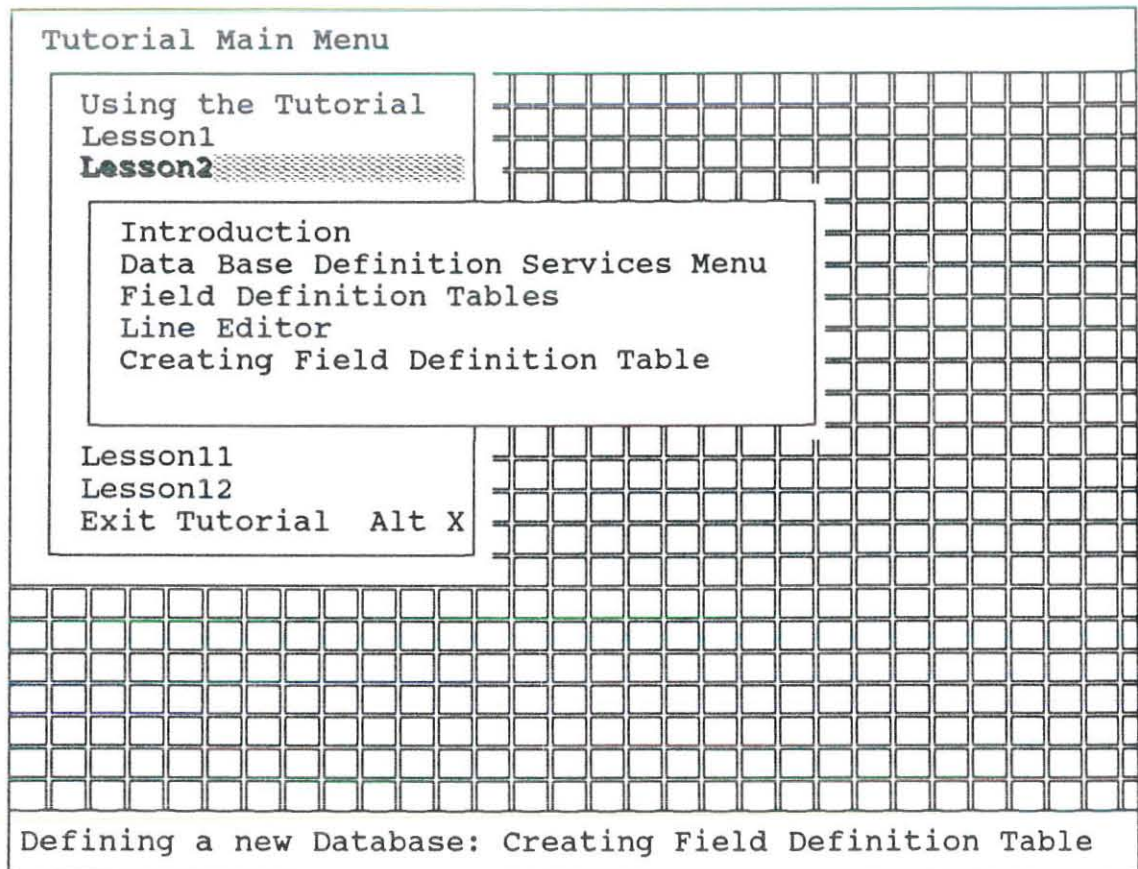 Tutorial Main Menu
Using the Tutorial
Lesson1
Lesson2
Introduction
Data Base Definition Services Menu
Field Definition Tables
Line Editor
Creating Field Definition Table
Lesson11
Lesson12
Exit Tutorial Alt X
Defining a new Database: Creating Field Definition Table